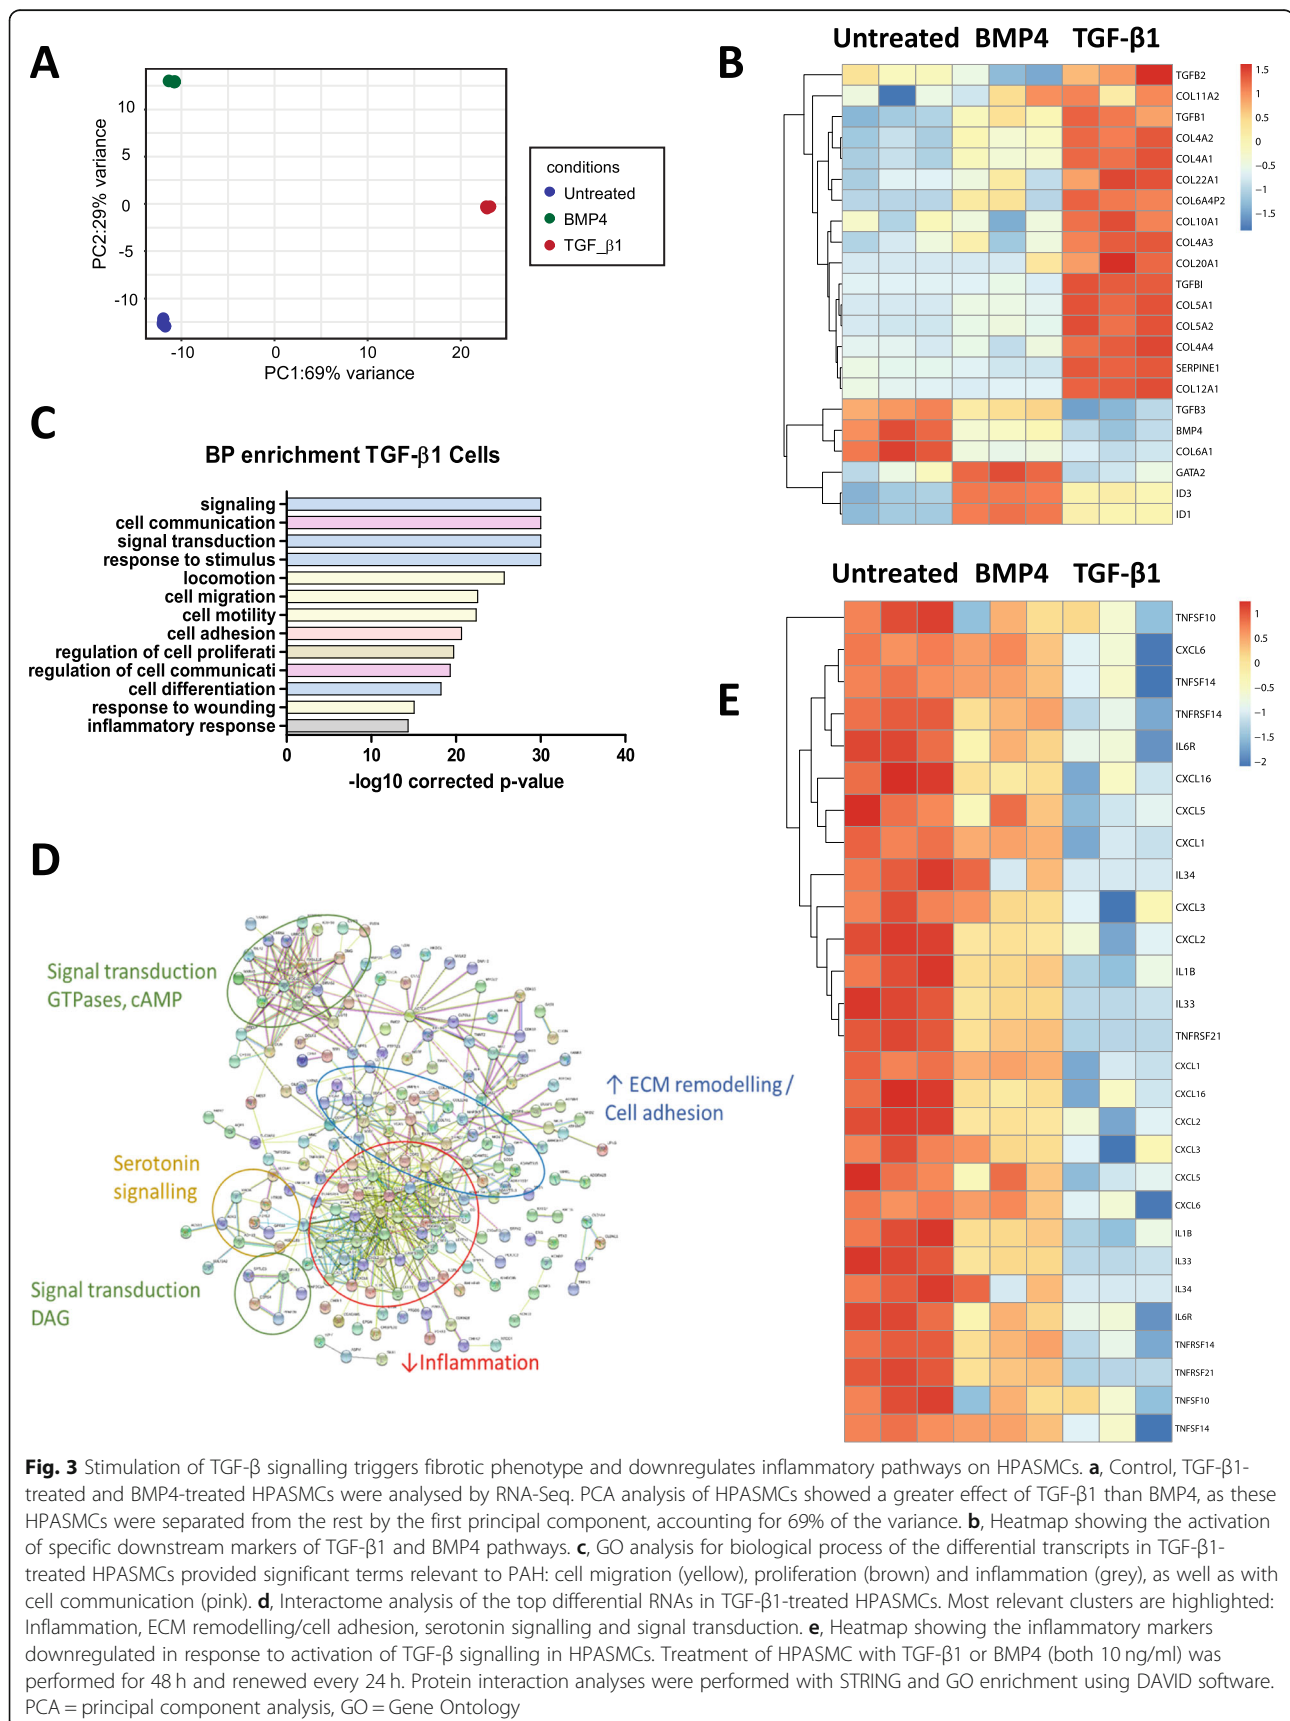 A
PC2:29% variance
10
5
0
-5
-10
-10
0
10
20
PC1:69% variance
conditions
Untreated
BMP4
TGF_β1
B
Untreated
BMP4
TGF-β1
TGFB2
COL11A2
TGFB1
COL4A2
COL4A1
COL22A1
COL6A4P2
COL10A1
COL4A3
COL20A1
TGFBI
COL5A1
COL5A2
COL4A4
SERPINE1
COL12A1
TGFB3
BMP4
COL6A1
GATA2
ID3
ID1
1.5
1
0.5
0
−0.5
−1
−1.5
C
BP enrichment TGF-β1 Cells
signaling
cell communication
signal transduction
response to stimulus
locomotion
cell migration
cell motility
cell adhesion
regulation of cell proliferati
regulation of cell communicati
cell differentiation
response to wounding
inflammatory response
0
10
20
30
40
-log10 corrected p-value
D
Signal transduction
GTPases, cAMP
↑ ECM remodelling/
Cell adhesion
Serotonin
signalling
Signal transduction
DAG
↓Inflammation
E
Untreated
BMP4
TGF-β1
TNFSF10
CXCL6
TNFSF14
TNFRSF14
IL6R
CXCL16
CXCL5
CXCL1
IL34
CXCL3
CXCL2
IL1B
IL33
TNFRSF21
CXCL1
CXCL16
CXCL2
CXCL3
CXCL5
CXCL6
IL1B
IL33
IL34
IL6R
TNFRSF14
TNFRSF21
TNFSF10
TNFSF14
1
0.5
0
−0.5
−1
−1.5
−2
Fig. 3 Stimulation of TGF-β signalling triggers fibrotic phenotype and downregulates inflammatory pathways on HPASMCs. a, Control, TGF-β1-
treated and BMP4-treated HPASMCs were analysed by RNA-Seq. PCA analysis of HPASMCs showed a greater effect of TGF-β1 than BMP4, as these
HPASMCs were separated from the rest by the first principal component, accounting for 69% of the variance. b, Heatmap showing the activation
of specific downstream markers of TGF-β1 and BMP4 pathways. c, GO analysis for biological process of the differential transcripts in TGF-β1-
treated HPASMCs provided significant terms relevant to PAH: cell migration (yellow), proliferation (brown) and inflammation (grey), as well as with
cell communication (pink). d, Interactome analysis of the top differential RNAs in TGF-β1-treated HPASMCs. Most relevant clusters are highlighted:
Inflammation, ECM remodelling/cell adhesion, serotonin signalling and signal transduction. e, Heatmap showing the inflammatory markers
downregulated in response to activation of TGF-β signalling in HPASMCs. Treatment of HPASMC with TGF-β1 or BMP4 (both 10 ng/ml) was
performed for 48 h and renewed every 24 h. Protein interaction analyses were performed with STRING and GO enrichment using DAVID software.
PCA = principal component analysis, GO = Gene Ontology